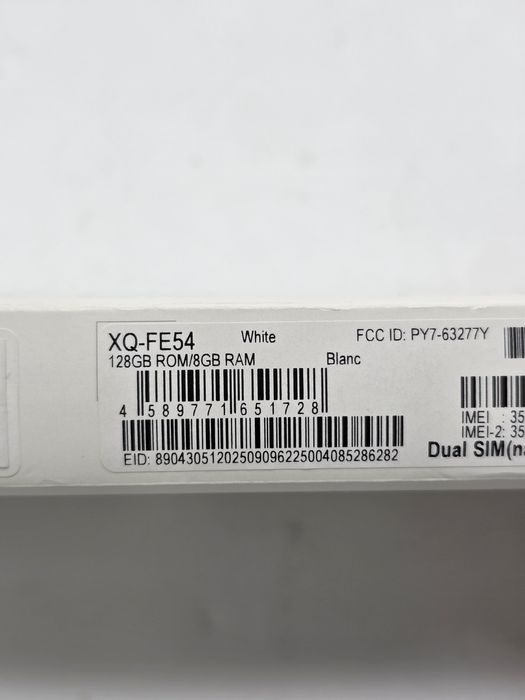 XQ-FE54 White FCC ID: PY7-63277Y
128GB ROM/8GB RAM Blanc
4 589771 651728
IMEI : 35
IMEI-2: 35
EID: 89043051202509096225004085286282
Dual SIM(na